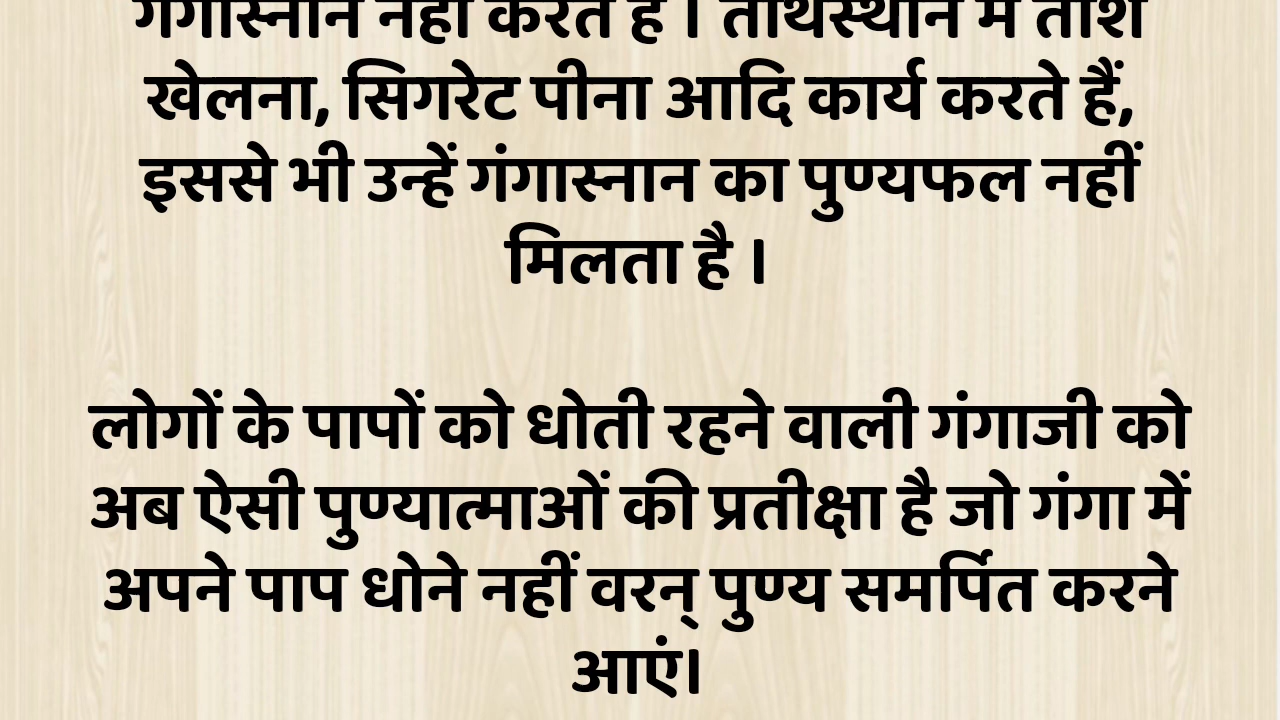 गंगास्नान नहीं करते हैं । तीर्थस्थान में ताश
खेलना, सिगरेट पीना आदि कार्य करते हैं,
इससे भी उन्हें गंगास्नान का पुण्यफल नहीं
मिलता है ।
लोगों के पापों को धोती रहने वाली गंगाजी को
अब ऐसी पुण्यात्माओं की प्रतीक्षा है जो गंगा में
अपने पाप धोने नहीं वरन् पुण्य समर्पित करने
आएं।